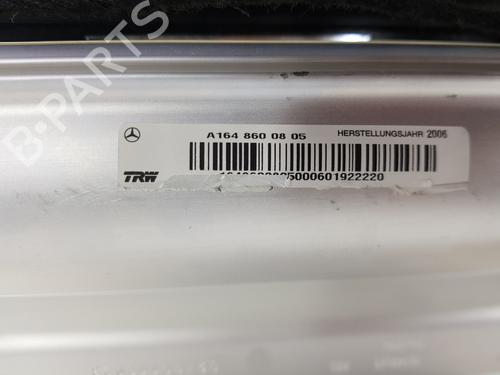 B-PARTS
A164 860 08 05 HERSTELLUNGSJAHR 2006
TRW
5000601922220